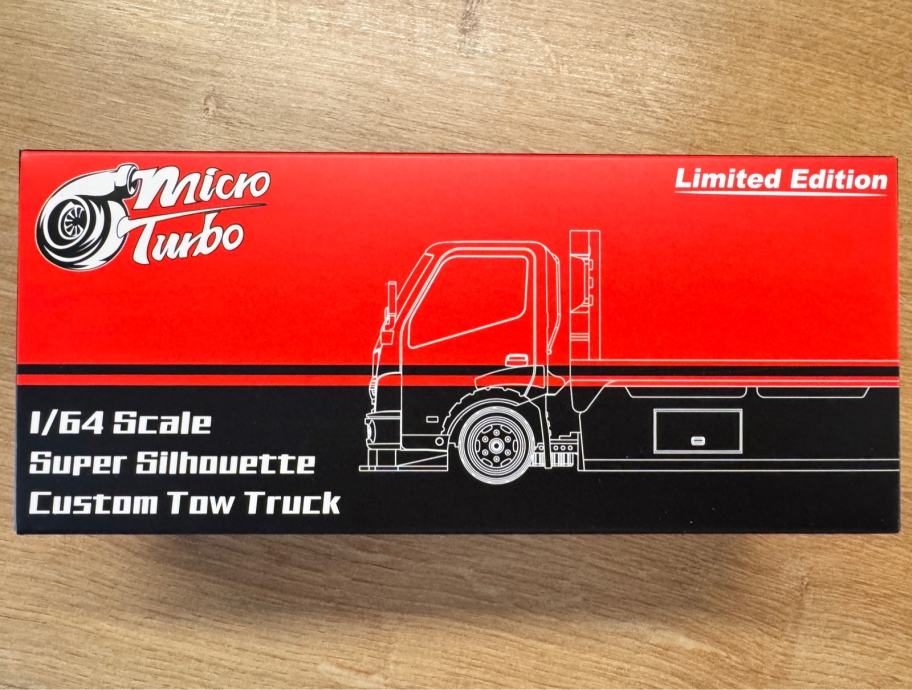 Micro
Turbo
Limited Edition
1/64 Scale
Super Silhouette
Custom Tow Truck